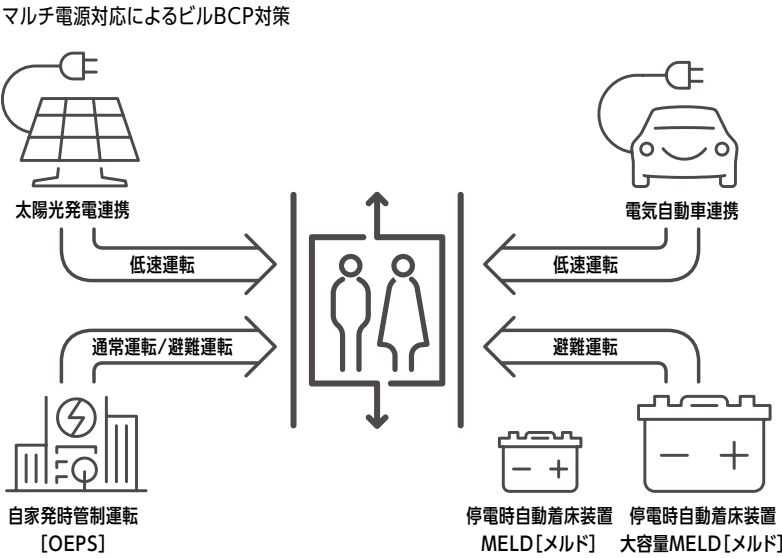 マルチ電源対応によるビルBCP対策
太陽光発電連携
電気自動車連携
低速運転
低速運転
通常運転/避難運転
避難運転
自家発時管制運転
[OEPS]
停電時自動着床装置
MELD[メルド]
停電時自動着床装置
大容量MELD[メルド]